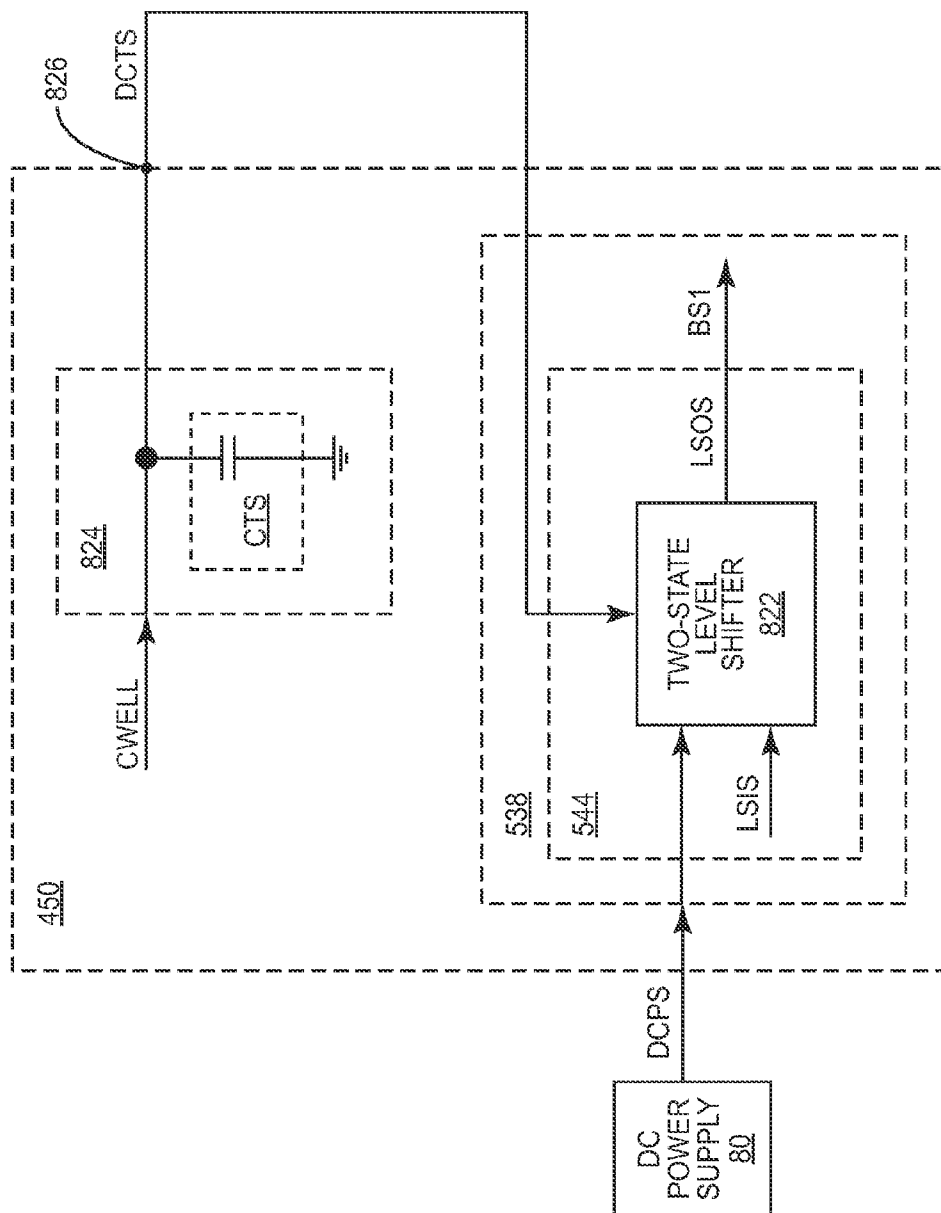 450
824
CWELL
CTS
826
DCTS
538
544
LSIS
TWO-STATE
LEVEL
SHIFTER
822
LSOS
BS1
DC
POWER
SUPPLY
80
DCPS